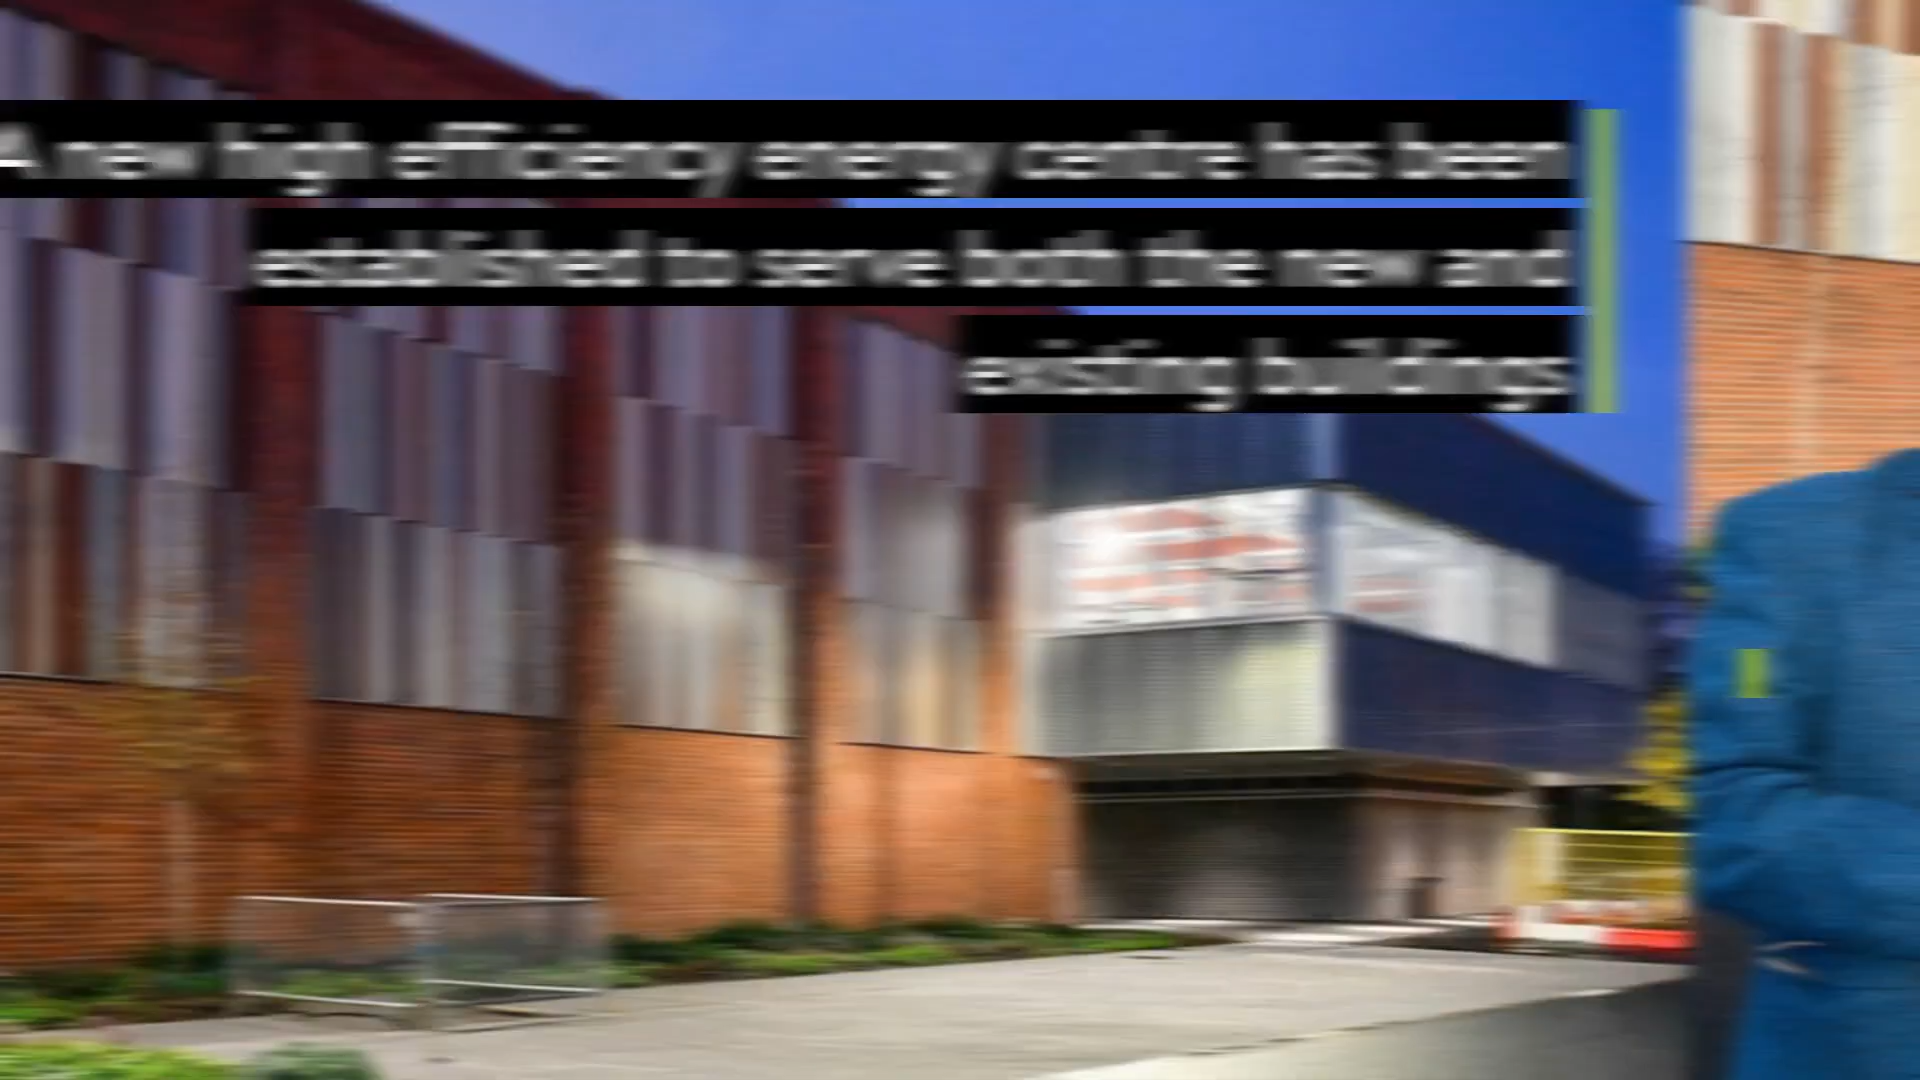 A new high efficiency energy centre has been
established to serve both the new and
existing buildings